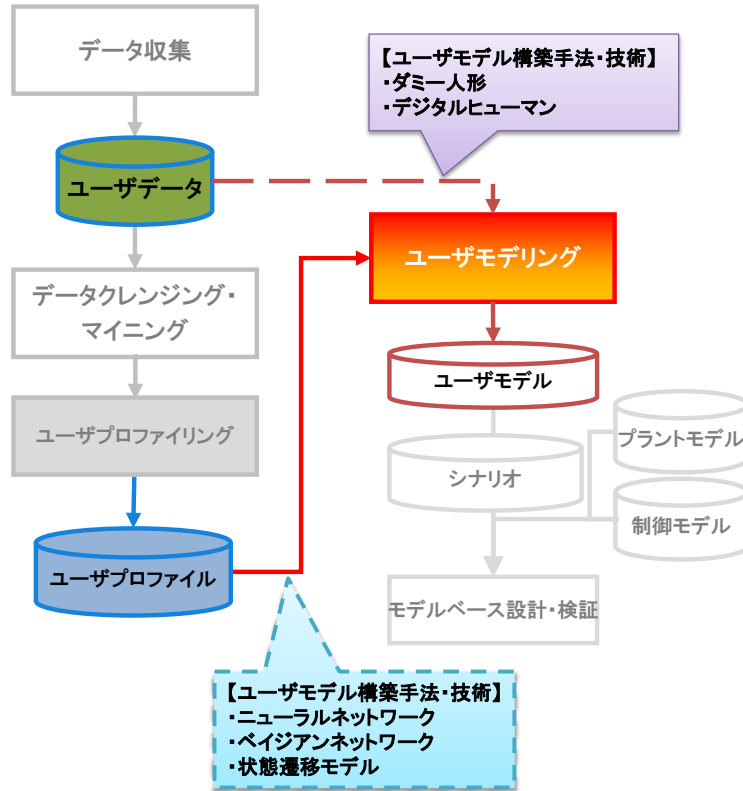 データ収集
【ユーザモデル構築手法・技術】
・ダミー人形
・デジタルヒューマン
ユーザデータ
ユーザモデリング
データクレンジング・
マイニング
ユーザモデル
ユーザプロファイリング
プラントモデル
シナリオ
制御モデル
ユーザプロファイル
モデルベース設計・検証
【ユーザモデル構築手法・技術】
・ニューラルネットワーク
・ベイジアンネットワーク
・状態遷移モデル